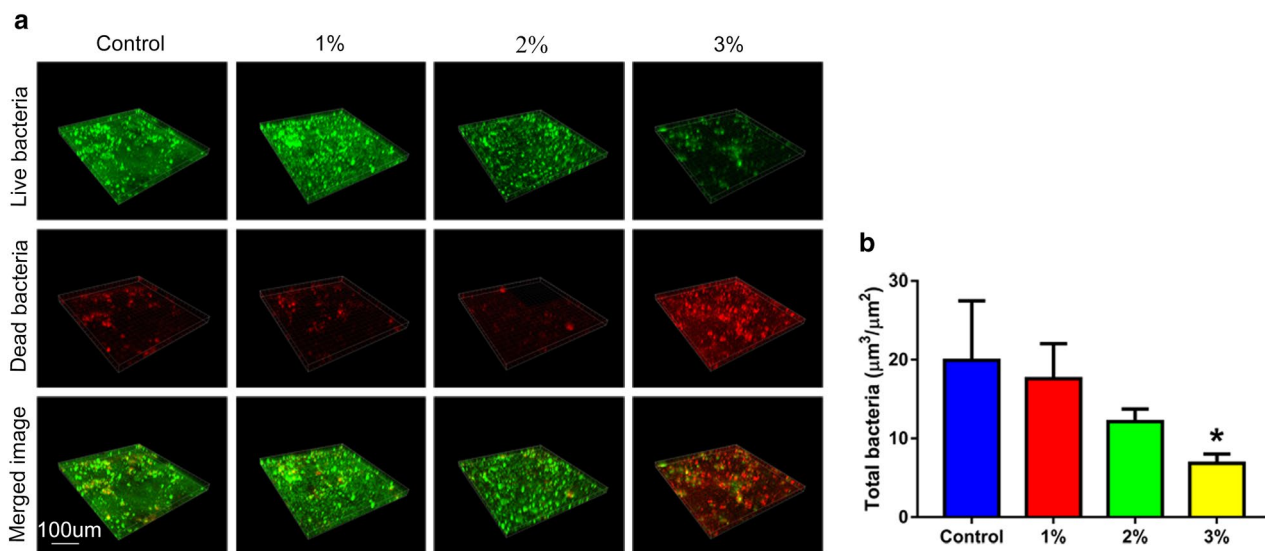 a
Control 1% 2% 3%
Live bacteria
Dead bacteria
Merged image
100um
b
Total bacteria (μm³/μm²)
30
20
10
0
*
Control 1% 2% 3%